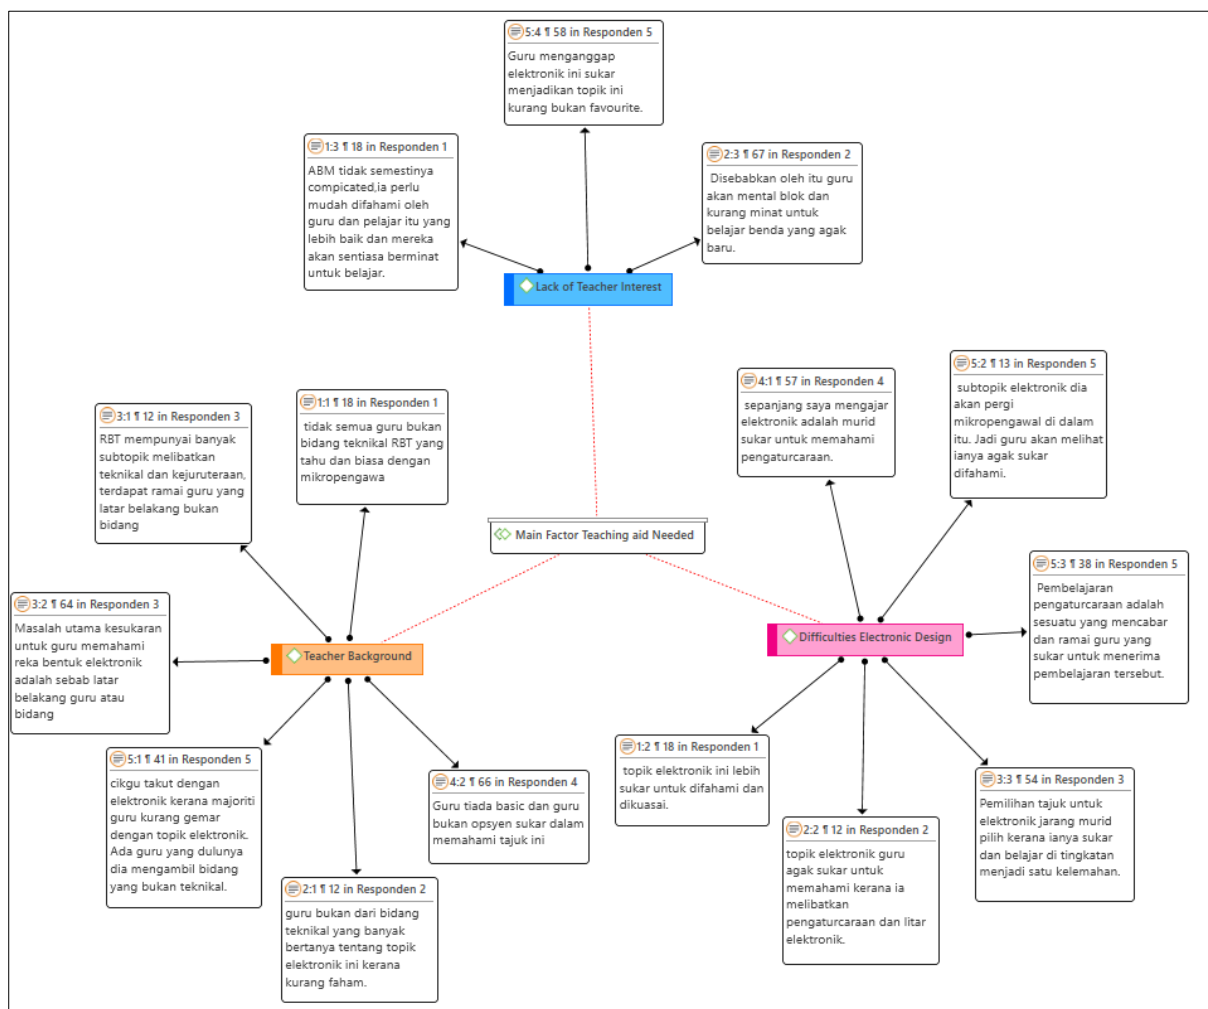 5:4 ¶ 58 in Responden 5
Guru menganggap
elektronik ini sukar
menjadikan topik ini
kurang bukan favourite.
1:3 ¶ 18 in Responden 1
ABM tidak semestinya
compicated,ia perlu
mudah difahami oleh
guru dan pelajar itu yang
lebih baik dan mereka
akan sentiasa berminat
untuk belajar.
2:3 ¶ 67 in Responden 2
Disebabkan oleh itu guru
akan mental blok dan
kurang minat untuk
belajar benda yang agak
baru.
Lack of Teacher Interest
3:1 ¶ 12 in Responden 3
RBT mempunyai banyak
subtopik melibatkan
teknikal dan kejuruteraan,
terdapat ramai guru yang
latar belakang bukan
bidang
1:1 ¶ 18 in Responden 1
tidak semua guru bukan
bidang teknikal RBT yang
tahu dan biasa dengan
mikropengawa
4:1 ¶ 57 in Responden 4
sepanjang saya mengajar
elektronik adalah murid
sukar untuk memahami
pengaturcaraan.
5:2 ¶ 13 in Responden 5
subtopik elektronik dia
akan pergi
mikropengawal di dalam
itu. Jadi guru akan melihat
ianya agak sukar
difahami.
Main Factor Teaching aid Needed
3:2 ¶ 64 in Responden 3
Masalah utama kesukaran
untuk guru memahami
reka bentuk elektronik
adalah sebab latar
belakang guru atau
bidang
Teacher Background
Difficulties Electronic Design
5:3 ¶ 38 in Responden 5
Pembelajaran
pengaturcaraan adalah
sesuatu yang mencabar
dan ramai guru yang
sukar untuk menerima
pembelajaran tersebut.
5:1 ¶ 41 in Responden 5
cikgu takut dengan
elektronik kerana majoriti
guru kurang gemar
dengan topik elektronik.
Ada guru yang dulunya
dia mengambil bidang
yang bukan teknikal.
4:2 ¶ 66 in Responden 4
Guru tiada basic dan guru
bukan opsyen sukar dalam
memahami tajuk ini
2:1 ¶ 12 in Responden 2
guru bukan dari bidang
teknikal yang banyak
bertanya tentang topik
elektronik ini kerana
kurang faham.
1:2 ¶ 18 in Responden 1
topik elektronik ini lebih
sukar untuk difahami dan
dikuasai.
2:2 ¶ 12 in Responden 2
topik elektronik guru
agak sukar untuk
memahami kerana ia
melibatkan
pengaturcaraan dan litar
elektronik.
3:3 ¶ 54 in Responden 3
Pemilihan tajuk untuk
elektronik jarang murid
pilih kerana ianya sukar
dan belajar di tingkatan
menjadi satu kelemahan.